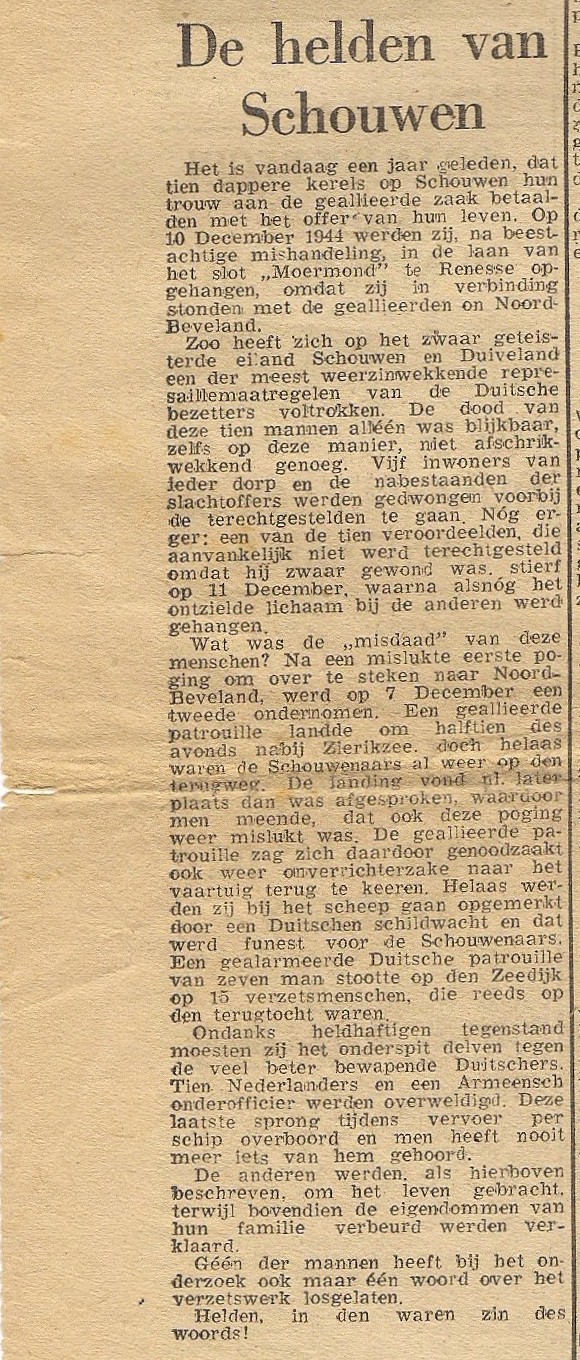 De helden van
Schouwen
Het is vandaag een jaar geleden, dat
tien dappere kerels op Schouwen hun
trouw aan de geallieerde zaak betaal-
den met het offer van hun leven. Op
10 December 1944 werden zij, na beest-
achtige mishandeling, in de laan van
het slot „Moermond" te Renesse op-
gehangen, omdat zij in verbinding
stonden met de geallieerden on Noord-
Beveland.
Zoo heeft zich op het zwaar geteis-
terde eiland Schouwen en Duiveland
een der meest weerzinwekkende repre-
saillemaatregelen van de Duitsche
bezetters voltrokken. De dood van
deze tien mannen alléén was blijkbaar,
zelfs op deze manier, niet afschrik-
wekkend genoeg. Vijf inwoners van
ieder dorp en de nabestaanden der
slachtoffers werden gedwongen voorbij
de terechtgestelden te gaan. Nóg er-
ger: een van de tien veroordeelden, die
aanvankelijk niet werd terechtgesteld
omdat hij zwaar gewond was, stierf
op 11 December, waarna alsnóg het
ontzielde lichaam bij de anderen werd
gehangen.
Wat was de „misdaad" van deze
menschen? Na een mislukte eerste po-
ging om over te steken naar Noord-
Beveland, werd op 7 December een
tweede ondernomen. Een geallieerde
patrouille landde om halftien des
avonds nabij Zierikzee, doch helaas
waren de Schouwenaars al weer op den
terugweg. De landing vond nl. later
plaats dan was afgesproken, waardoor
men meende, dat ook deze poging
weer mislukt was. De geallieerde pa-
trouille zag zich daardoor genoodzaakt
ook weer onverrichterzake naar het
vaartuig terug te keeren. Helaas wer-
den zij bij het scheep gaan opgemerkt
door een Duitschen schildwacht en dat
werd funest voor de Schouwenaars.
Een gealarmeerde Duitsche patrouille
van zeven man stootte op den Zeedijk
op 15 verzetsmenschen, die reeds op
den terugtocht waren.
Ondanks heldhaftigen tegenstand
moesten zij het onderspit delven tegen
de veel beter bewapende Duitschers.
Tien Nederlanders en een Armeensch
onderofficier werden overweldigd. Deze
laatste sprong tijdens vervoer per
schip overboord en men heeft nooit
meer iets van hem gehoord.
De anderen werden, als hierboven
beschreven, om het leven gebracht,
terwijl bovendien de eigendommen van
hun familie verbeurd werden ver-
klaard.
Géén der mannen heeft bij het on-
derzoek ook maar één woord over het
verzetswerk losgelaten.
Helden, in den waren zin des
woords!